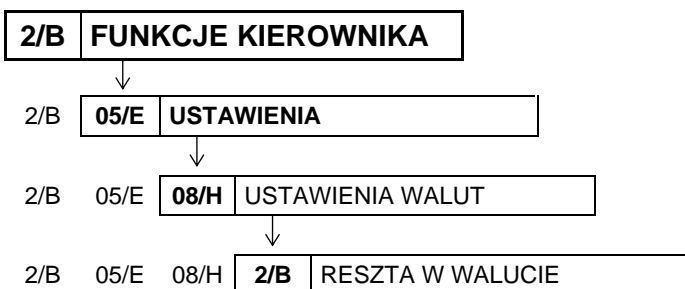 2/B FUNKCJE KIEROWNIKA
2/B 05/E USTAWIENIA
2/B 05/E 08/H USTAWIENIA WALUT
2/B 05/E 08/H 2/B RESZTA W WALUCIE